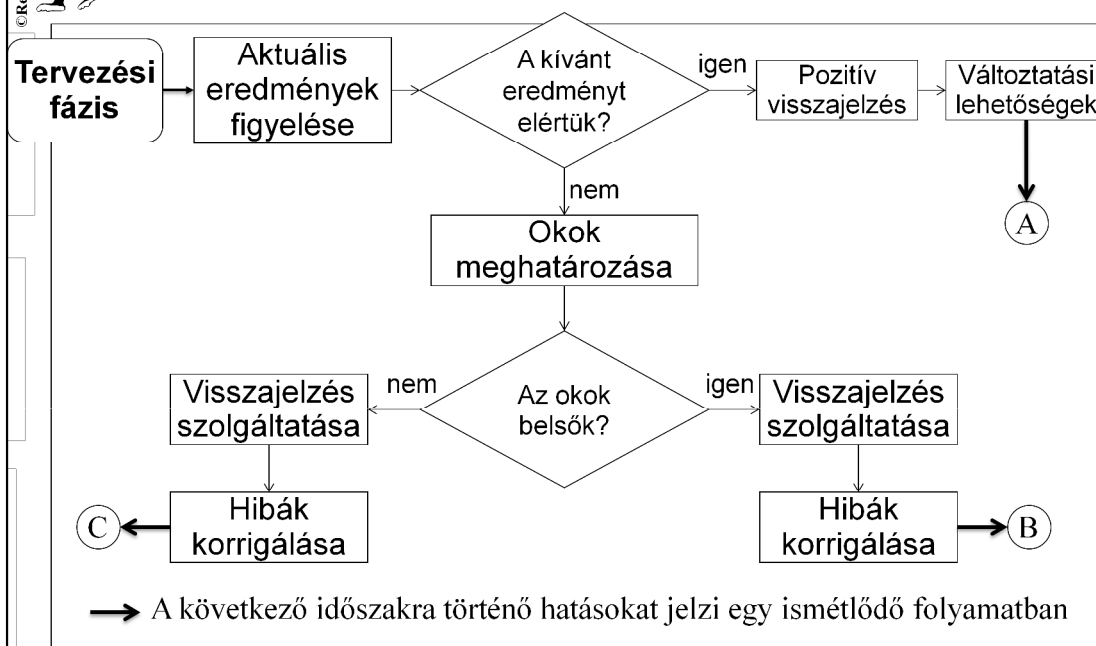 ©Re
Tervezési
fázis
Aktuális
eredmények
figyelése
A kívánt
eredményt
elértük?
igen
Pozitív
visszajelzés
Változtatási
lehetőségek
A
nem
Okok
meghatározása
Az okok
belsők?
nem
Visszajelzés
szolgáltatása
igen
Visszajelzés
szolgáltatása
C
Hibák
korrigálása
Hibák
korrigálása
B
A következő időszakra történő hatásokat jelzi egy ismétlődő folyamatban